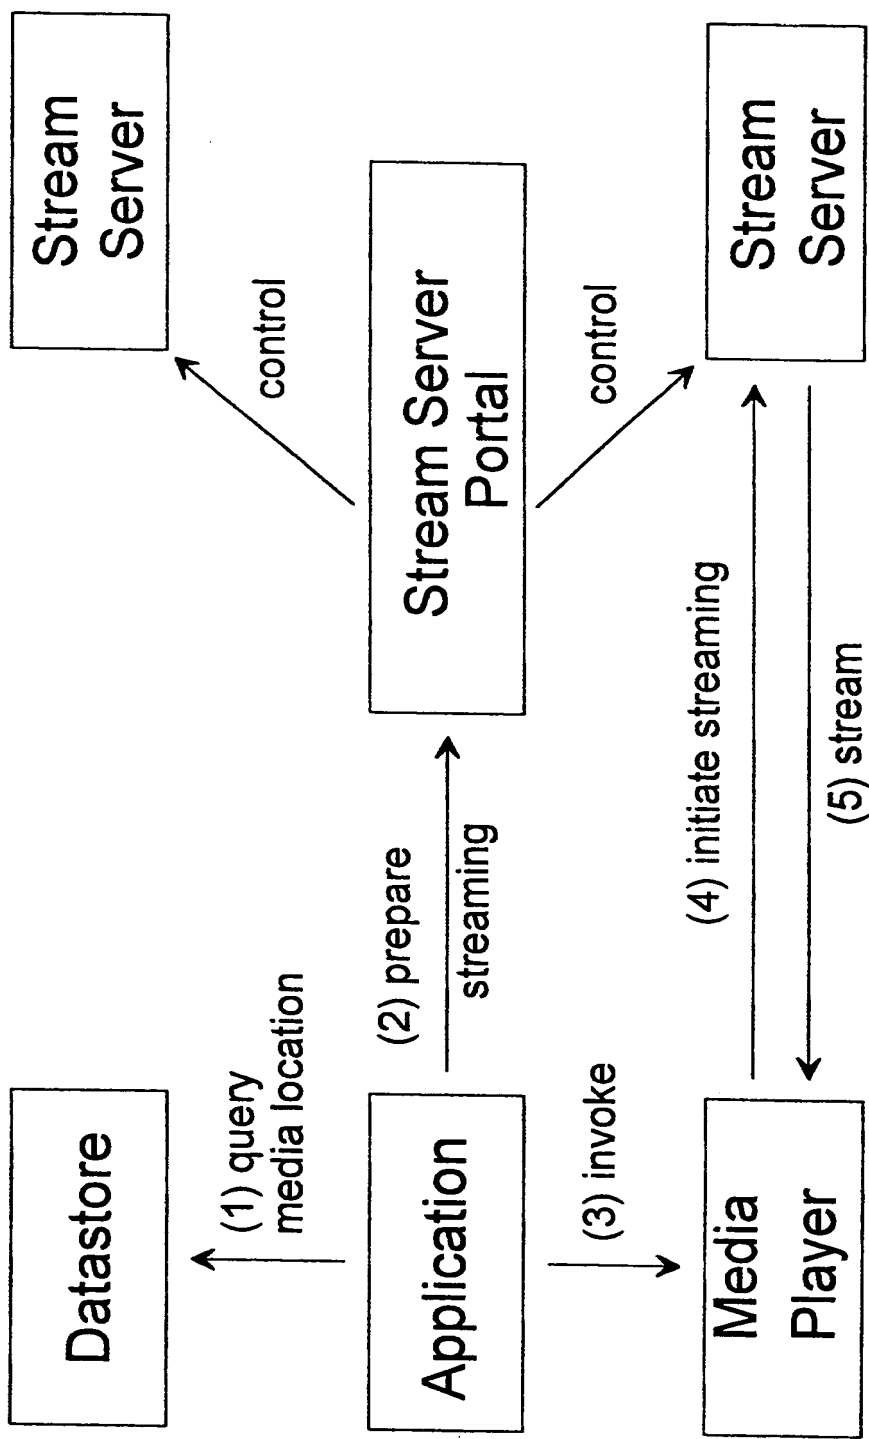 Datastore
Stream
Server
(1) query
media location
control
Application
(2) prepare
streaming
Stream Server
Portal
(3) invoke
control
Media
Player
(4) initiate streaming
(5) stream
Stream
Server